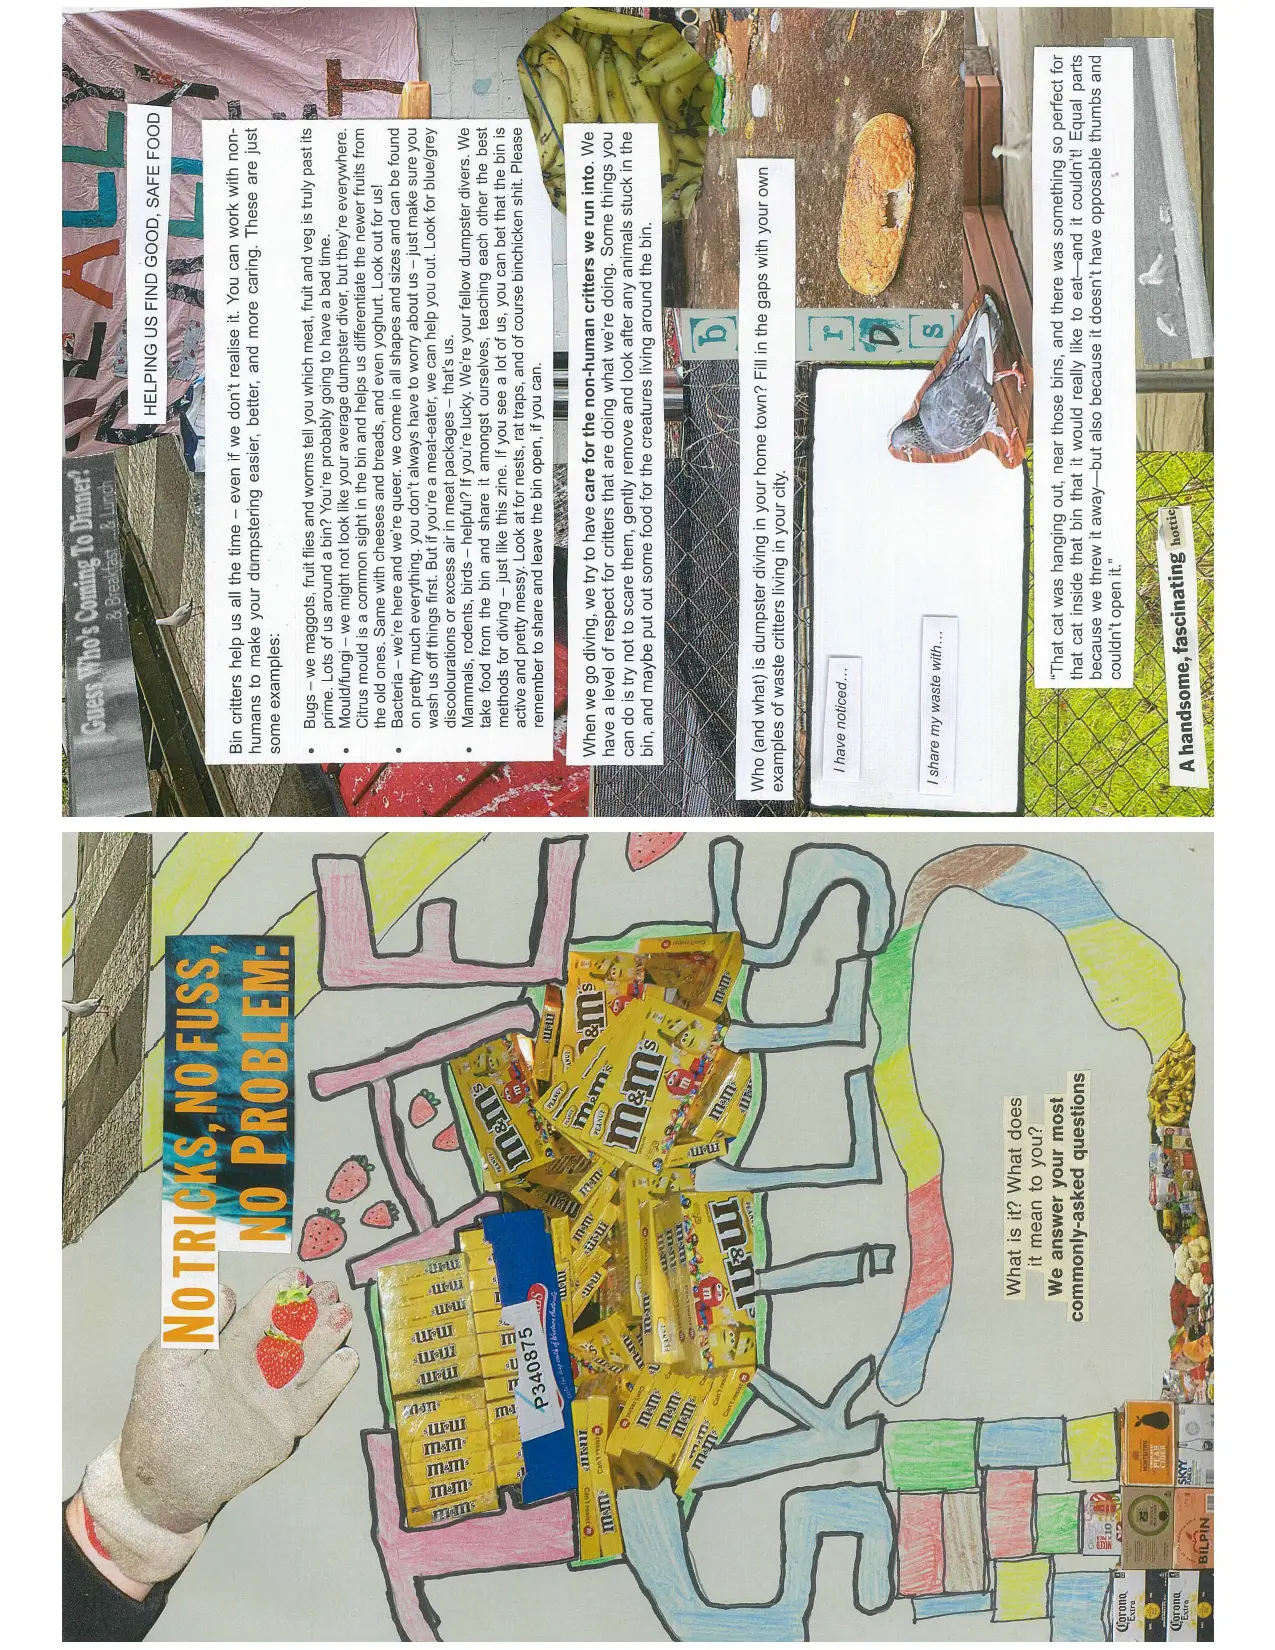 REALLY
HELPING US FIND GOOD, SAFE FOOD
Guess Who's Coming To Dinner?
& Breakfast & Lunch
Bin critters help us all the time – even if we don't realise it. You can work with non-
humans to make your dumpstering easier, better, and more caring. These are just
some examples:
• Bugs – we maggots, fruit flies and worms tell you which meat, fruit and veg is truly past its
prime. Lots of us around a bin? You're probably going to have a bad time.
• Mould/fungi – we might not look like your average dumpster diver, but they're everywhere.
Citrus mould is a common sight in the bin and helps us differentiate the newer fruits from
the old ones. Same with cheeses and breads, and even yoghurt. Look out for us!
• Bacteria – we're here and we're queer. we come in all shapes and sizes and can be found
on pretty much everything. you don't always have to worry about us – just make sure you
wash us off things first. But if you're a meat-eater, we can help you out. Look for blue/grey
discolourations or excess air in meat packages – that's us.
• Mammals, rodents, birds – helpful? If you're lucky. We're your fellow dumpster divers. We
take food from the bin and share it amongst ourselves, teaching each other the best
methods for diving – just like this zine. If you see a lot of us, you can bet that the bin is
active and pretty messy. Look at for nests, rat traps, and of course binchicken shit. Please
remember to share and leave the bin open, if you can.
When we go diving, we try to have care for the non-human critters we run into. We
have a level of respect for critters that are doing what we're doing. Some things you
can do is try not to scare them, gently remove and look after any animals stuck in the
bin, and maybe put out some food for the creatures living around the bin.
b r D s
Who (and what) is dumpster diving in your home town? Fill in the gaps with your own
examples of waste critters living in your city.
I have noticed...
I share my waste with...
"That cat was hanging out, near those bins, and there was something so perfect for
that cat inside that bin that it would really like to eat—and it couldn't! Equal parts
because we threw it away—but also because it doesn't have opposable thumbs and
couldn't open it."
A handsome, fascinating hottie
NO TRICKS, NO FUSS,
NO PROBLEM:
THE
m&m's
m&m's
m&m's
PEANUT
P340875
SKILLS
What is it? What does
it mean to you?
We answer your most
commonly-asked questions
PEAR
CIDER
SKYY
BILPIN
Corona
Extra
Corona
Extra